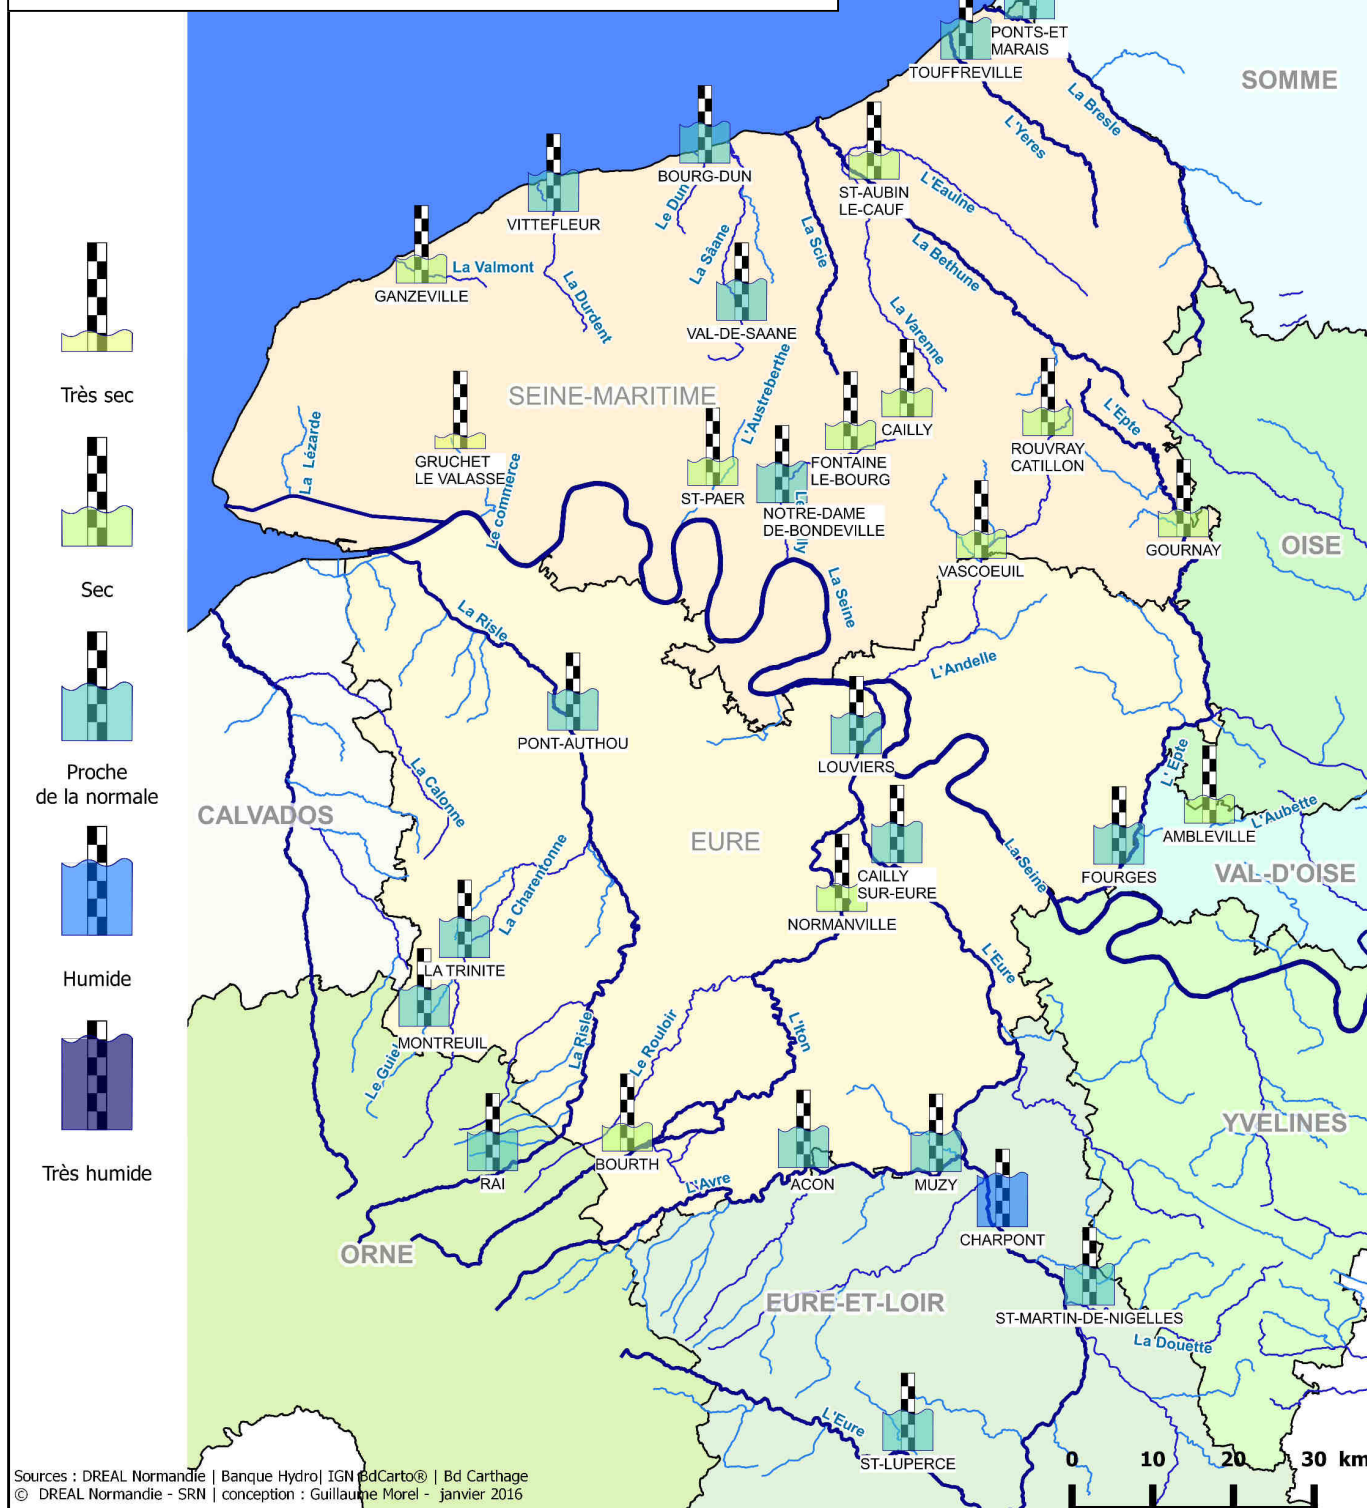 PONTS-ET
MARAIS
TOUFFREVILLE
SOMME
La Bresle
L'Yeres
BOURG-DUN
ST-AUBIN
LE-CAUF
L'Eaulne
VITTEFLEUR
Le Dun
La Scie
La Bethune
La Sâane
GANZEVILLE
La Valmont
La Durdent
VAL-DE-SAANE
La Varenne
Très sec
SEINE-MARITIME
L'Austreberthe
CAILLY
L'Epte
La Lézarde
GRUCHET
LE VALASSE
Le commerce
ST-PAER
FONTAINE
LE-BOURG
ROUVRAY
CATILLON
NOTRE-DAME
DE-BONDEVILLE
GOURNAY
OISE
VASCOEUIL
Sec
La Seine
La Risle
L'Andelle
PONT-AUTHOU
LOUVIERS
Proche
de la normale
La Calonne
L'Epte
CALVADOS
EURE
AMBLEVILLE
L'Aubette
La Seine
FOURGES
VAL-D'OISE
CAILLY
SUR-EURE
NORMANVILLE
La Charentonne
L'Eure
LA TRINITE
Humide
MONTREUIL
La Risle
Le Rouloir
L'Iton
Le Guiel
YVELINES
Très humide
RAI
BOURTH
L'Avre
ACON
MUZY
CHARPONT
ORNE
EURE-ET-LOIR
ST-MARTIN-DE-NIGELLES
La Douette
L'Eure
ST-LUPERCE
0 10 20 30 km
Sources : DREAL Normandie | Banque Hydro| IGN BdCarto® | Bd Carthage
© DREAL Normandie - SRN | conception : Guillaume Morel - janvier 2016